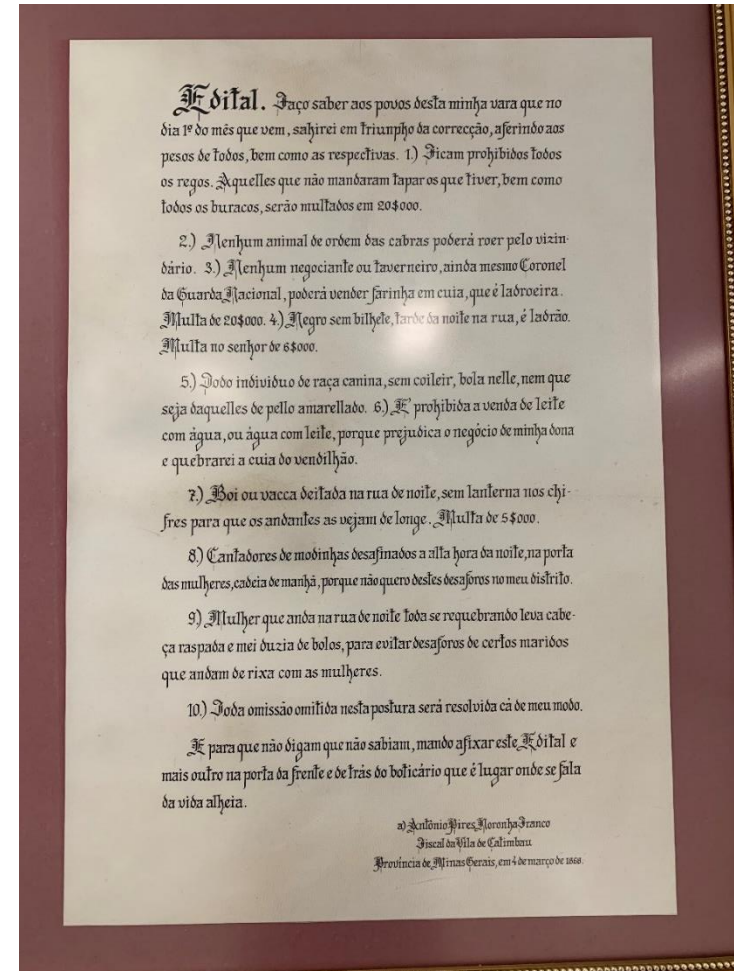 Edital. Faço saber aos povos desta minha vara que no
dia 1º do mês que vem, sahirei em triumpho da correcção, aferindo aos
pesos de todos, bem como as respectivas. 1.) Ficam prohibidos todos
os regos. Aquelles que não mandaram tapar os que tiver, bem como
todos os buracos, serão multados em 20$000.
2.) Nenhum animal de ordem das cabras poderá roer pelo vizin-
dário. 3.) Nenhum negociante ou taverneiro, ainda mesmo Coronel
da Guarda Nacional, poderá vender farinha em cuia, que é ladroeira.
Multa de 20$000. 4.) Negro sem bilhete, tarde da noite na rua, é ladrão.
Multa no senhor de 6$000.
5.) Todo individuo de raça canina, sem coileir, bola nelle, nem que
seja daquelles de pello amarellado. 6.) E' prohibida a venda de leite
com água, ou água com leite, porque prejudica o negócio de minha dona
e quebrarei a cuia do vendilhão.
7.) Boi ou vacca deitada na rua de noite, sem lanterna nos chi-
fres para que os andantes as vejam de longe. Multa de 5$000.
8.) Cantadores de modinhas desafinados a alta hora da noite, na porta
das mulheres, cadeia de manhã, porque não quero destes desaforos no meu distrito.
9.) Mulher que anda na rua de noite toda se requebrando leva cabe-
ça raspada e mei duzia de bolos, para evitar desaforos de certos maridos
que andam de rixa com as mulheres.
10.) Toda omissão omitida nesta postura será resolvida cá de meu modo.
E para que não digam que não sabiam, mando afixar este Edital e
mais outro na porta da frente e detrás do boticário que é lugar onde se fala
da vida alheia.
a) Antônio Pires Noronha Franco
Fiscal da Vila de Catimbau
Província de Minas Gerais, em 4 de março de 1868.